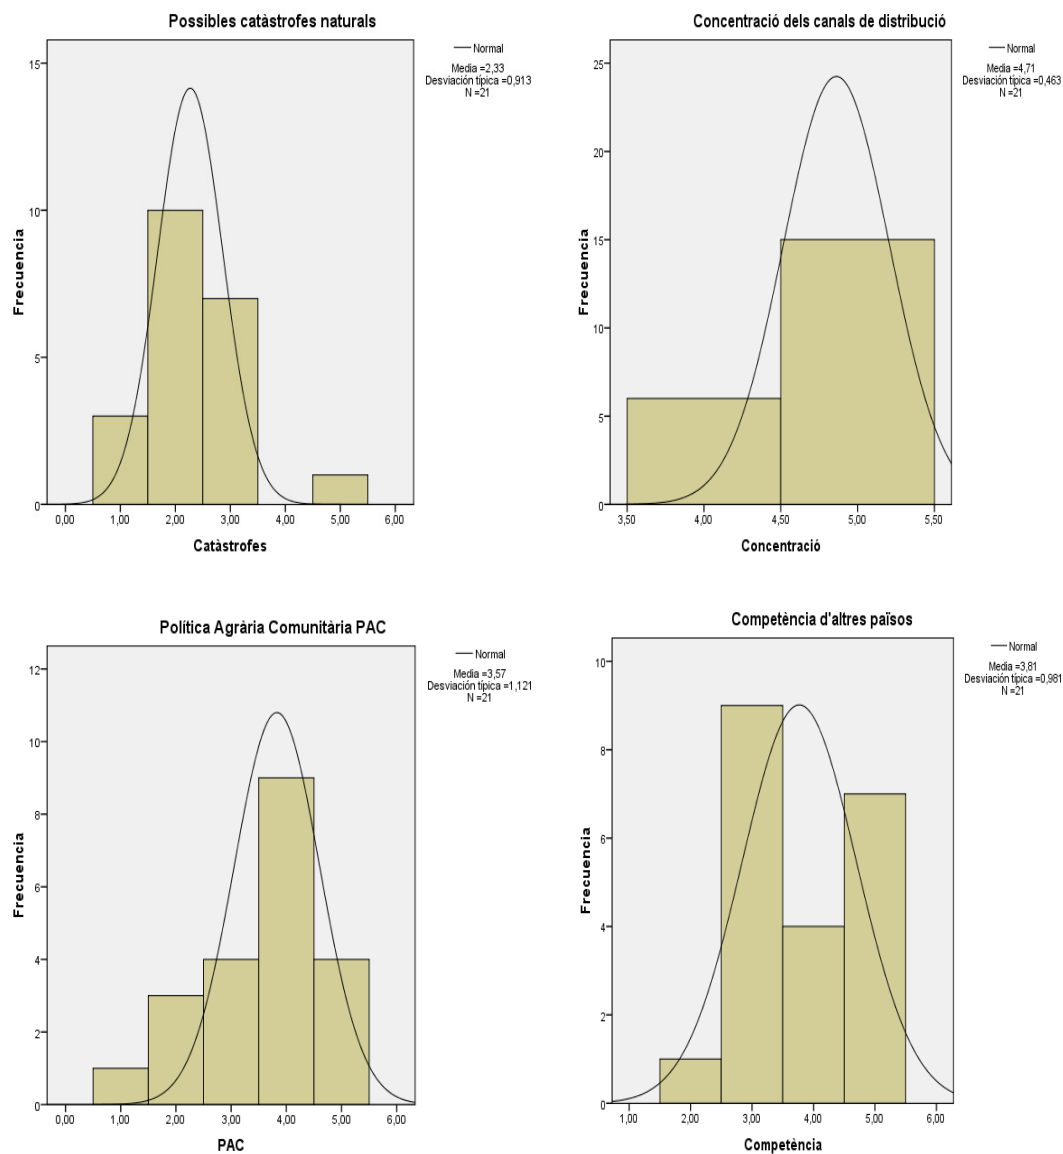 Possibles catàstrofes naturals
Normal
Media =2,33
Desviación típica =0,913
N =21
Frecuencia
15
10
5
0
0,00 1,00 2,00 3,00 4,00 5,00 6,00
Catàstrofes
Concentració dels canals de distribució
Normal
Media =4,71
Desviación típica =0,463
N =21
Frecuencia
25
20
15
10
5
0
3,50 4,00 4,50 5,00 5,50
Concentració
Política Agrària Comunitària PAC
Normal
Media =3,57
Desviación típica =1,121
N =21
Frecuencia
12
10
8
6
4
2
0
0,00 1,00 2,00 3,00 4,00 5,00 6,00
PAC
Competència d'altres països
Normal
Media =3,81
Desviación típica =0,981
N =21
Frecuencia
10
8
6
4
2
0
1,00 2,00 3,00 4,00 5,00 6,00
Competència